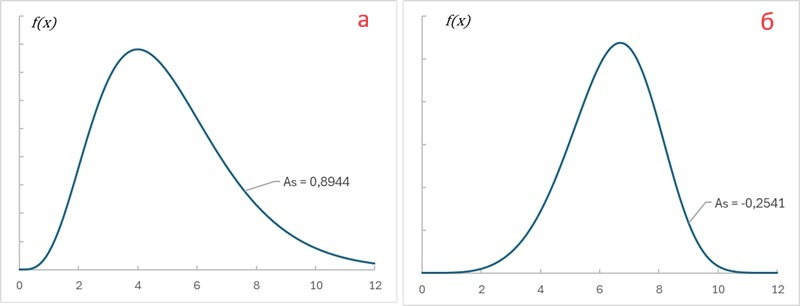 f(x)
а
As = 0,8944
0 2 4 6 8 10 12
f(x)
б
As = -0,2541
0 2 4 6 8 10 12